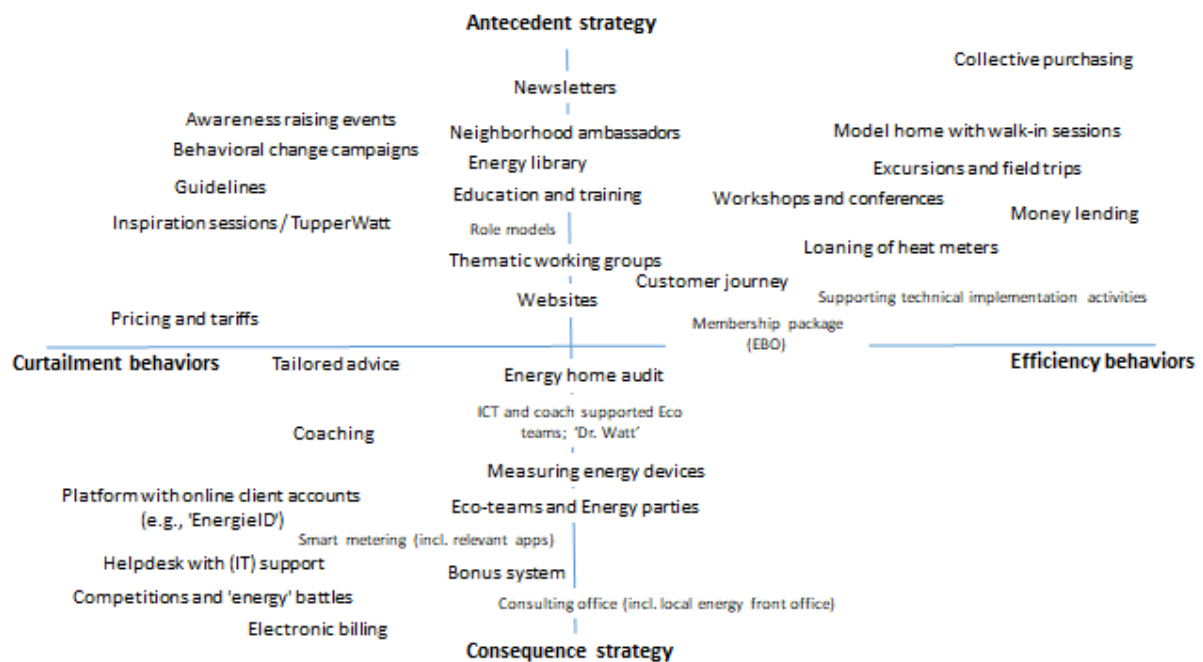 Antecedent strategy
Collective purchasing
Newsletters
Awareness raising events
Neighborhood ambassadors
Model home with walk-in sessions
Behavioral change campaigns
Energy library
Excursions and field trips
Guidelines
Education and training
Workshops and conferences
Money lending
Inspiration sessions / TupperWatt
Role models
Loaning of heat meters
Thematic working groups
Customer journey
Websites
Supporting technical implementation activities
Pricing and tariffs
Membership package
(EBO)
Curtailment behaviors
Tailored advice
Efficiency behaviors
Energy home audit
ICT and coach supported Eco
teams; 'Dr. Watt'
Coaching
Measuring energy devices
Platform with online client accounts
(e.g., 'EnergieID')
Eco-teams and Energy parties
Smart metering (incl. relevant apps)
Helpdesk with (IT) support
Bonus system
Competitions and 'energy' battles
Consulting office (incl. local energy front office)
Electronic billing
Consequence strategy